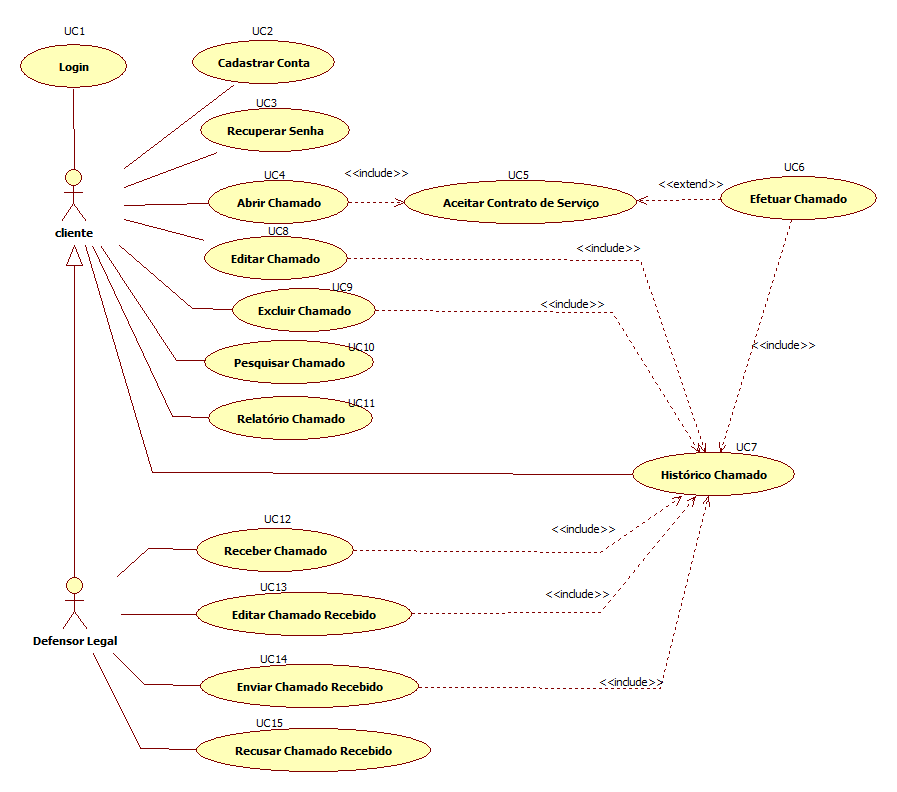 UC1
Login
UC2
Cadastrar Conta
UC3
Recuperar Senha
UC4
Abrir Chamado
<<include>>
UC5
Aceitar Contrato de Serviço
<<extend>>
UC6
Efetuar Chamado
cliente
UC8
Editar Chamado
<<include>>
UC9
Excluir Chamado
<<include>>
<<include>>
UC10
Pesquisar Chamado
UC11
Relatório Chamado
UC7
Histórico Chamado
UC12
Receber Chamado
<<include>>
UC13
Editar Chamado Recebido
<<include>>
Defensor Legal
UC14
Enviar Chamado Recebido
<<include>>
UC15
Recusar Chamado Recebido